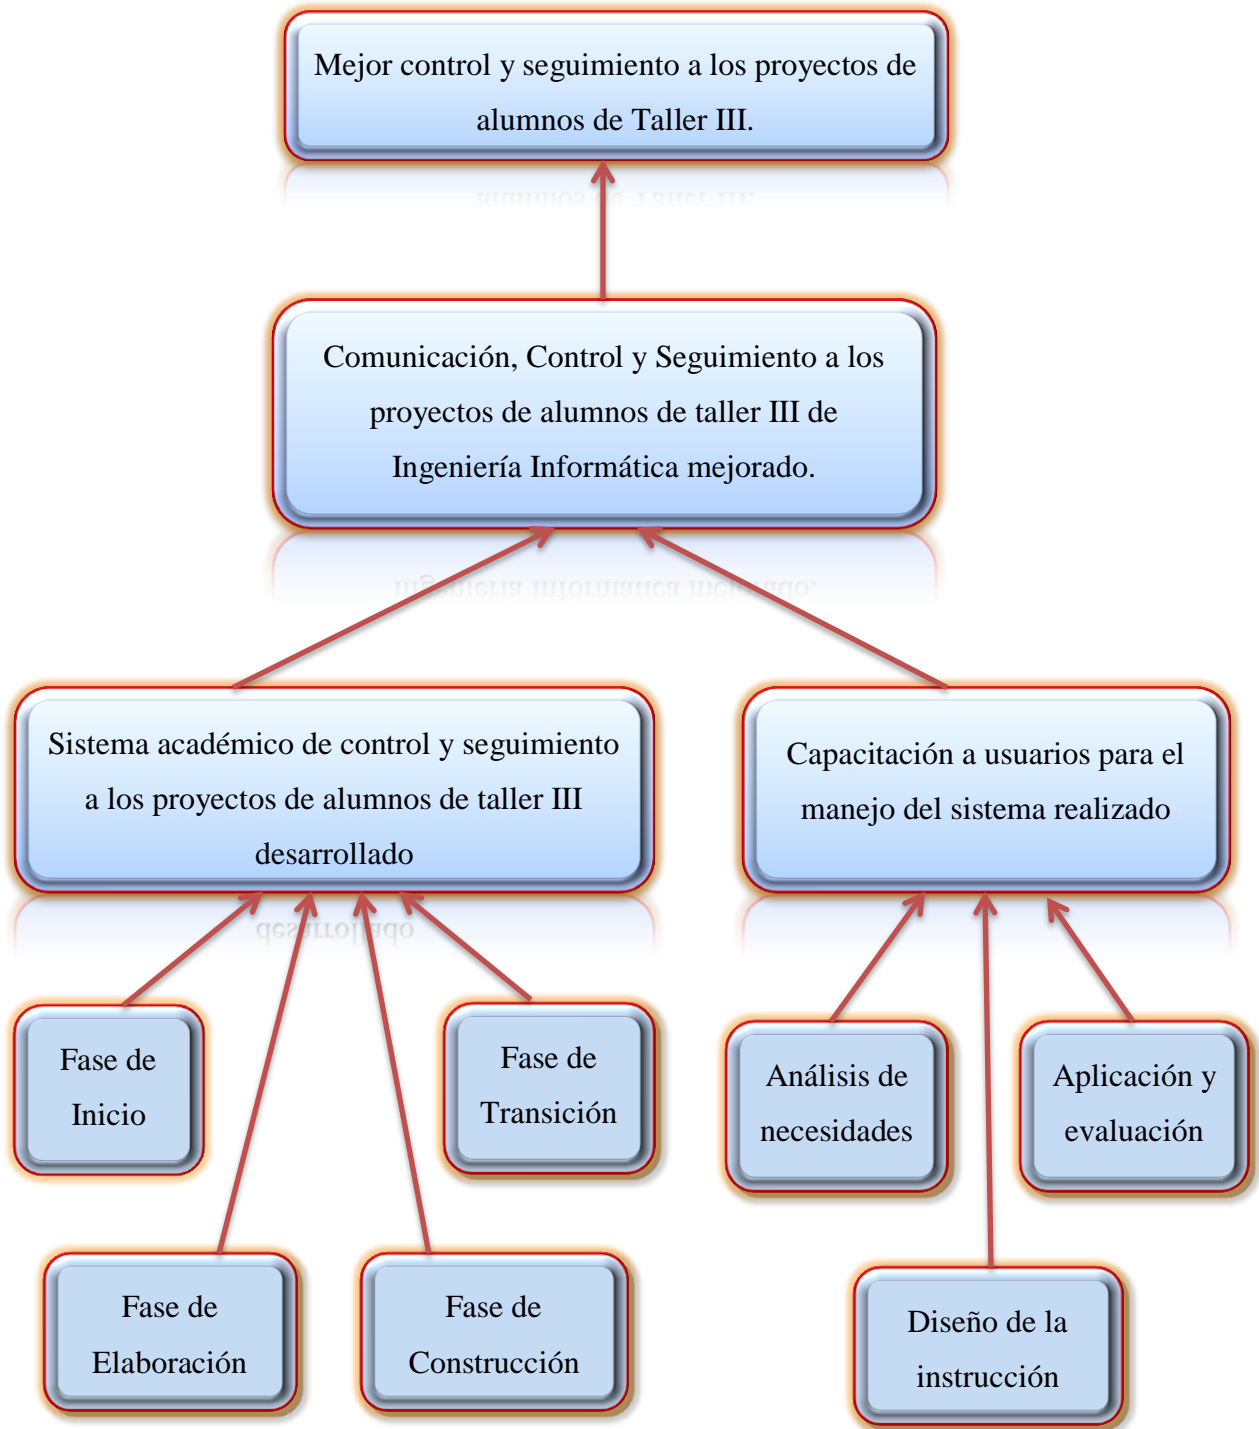 Mejor control y seguimiento a los proyectos de
alumnos de Taller III.
Comunicación, Control y Seguimiento a los
proyectos de alumnos de taller III de
Ingeniería Informática mejorado.
Sistema académico de control y seguimiento
a los proyectos de alumnos de taller III
desarrollado
Capacitación a usuarios para el
manejo del sistema realizado
Fase de
Inicio
Fase de
Transición
Análisis de
necesidades
Aplicación y
evaluación
Fase de
Elaboración
Fase de
Construcción
Diseño de la
instrucción